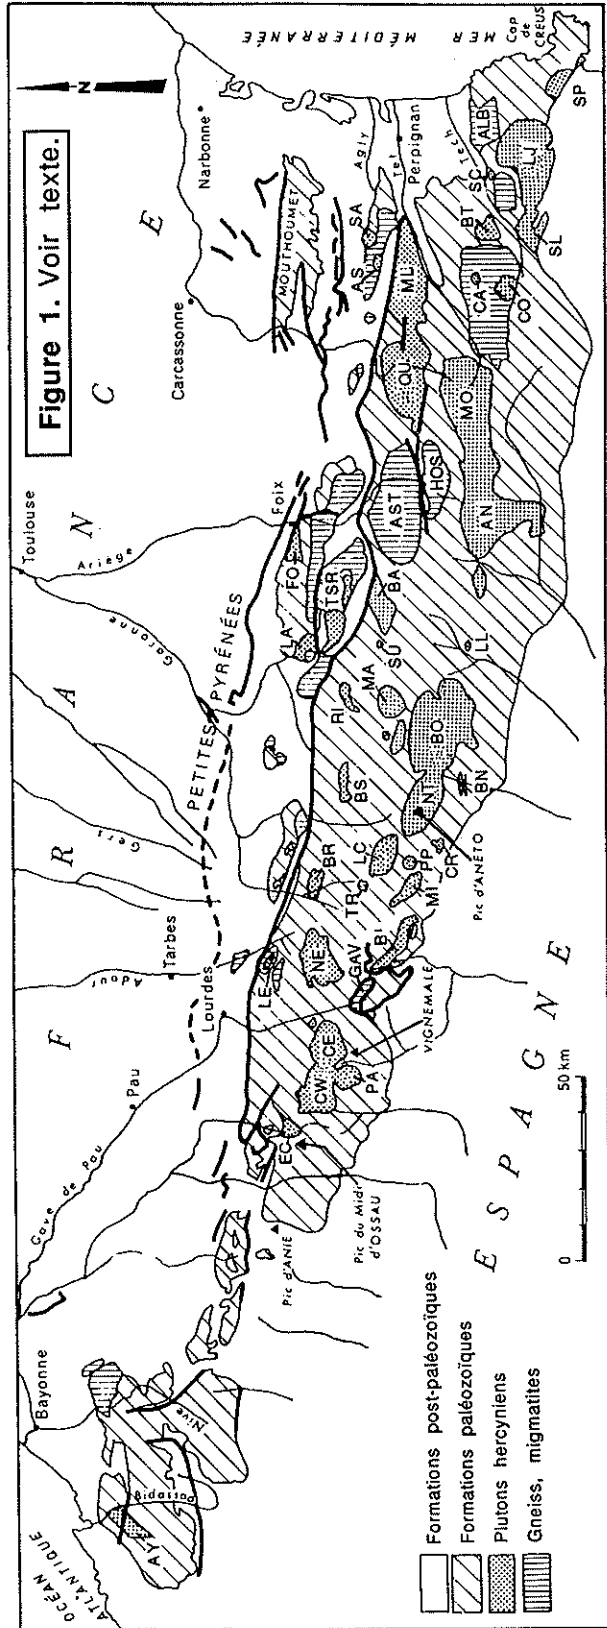 Figure 1. Voir texte.
N
OCÉAN
ATLANTIQUE
MER MÉDITERRANÉE
Cap de CREUS
F R A N C E
E S P A G N E
Bayonne
Pau
Gave de Pau
Lourdes
Tarbes
Adour
Gers
Garonne
Toulouse
Ariège
Foix
Carcassonne
Narbonne
Perpignan
Agly
Têt
Tech
Nive
PETITES PYRÉNÉES
MOUTHOUMET
Pic d'ANIE
Pic du Midi d'OSSAU
VIGNEMALE
Pic d'ANÉTO
AY
EC
CW
CE
PA
LE
NE
GAV
BI
BR
TR
LC
MI
PP
CR
BS
NT
BN
BO
RI
MA
SU
LL
LA
TSR
FO
BA
AST
HOS
AN
MO
QU
ML
AS
SA
CA
CO
BT
SC
ALB
LJ
SL
SP
0
50 km
Formations post-paléozoïques
Formations paléozoïques
Plutons hercyniens
Gneiss, migmatites